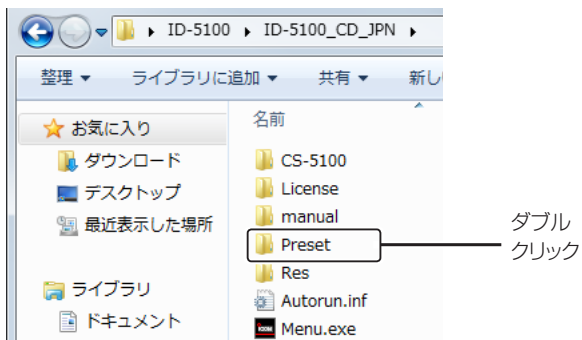 ID-5100 ID-5100_CD_JPN
整理 ライブラリに追加 共有 新し
お気に入り
ダウンロード
デスクトップ
最近表示した場所
ライブラリ
ドキュメント
名前
CS-5100
License
manual
Preset
Res
Autorun.inf
Menu.exe
ダブル
クリック